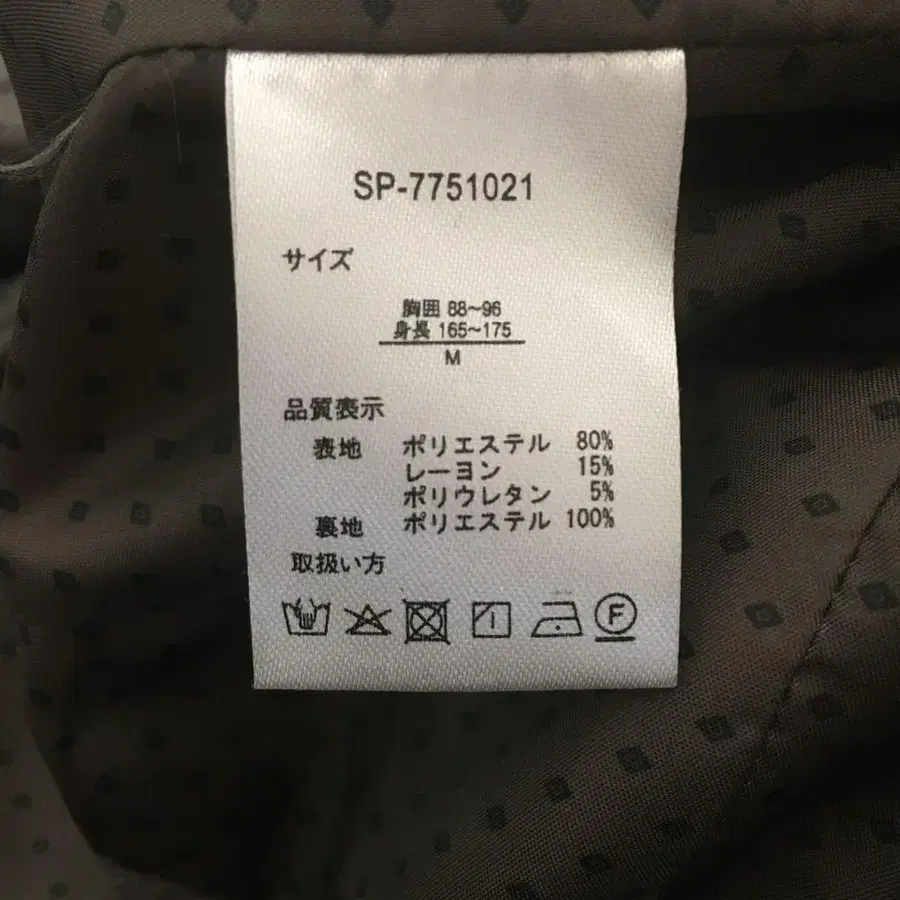 SP-7751021
サイズ
胸囲 88~96
身長 165~175
M
品質表示
表地 ポリエステル 80%
レーヨン 15%
ポリウレタン 5%
裏地 ポリエステル 100%
取扱い方
F